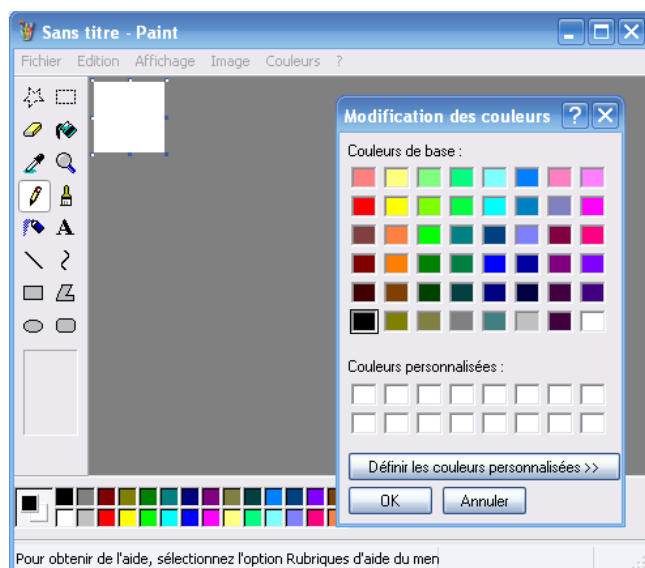 Sans titre - Paint
Fichier Edition Affichage Image Couleurs ?
Modification des couleurs
Couleurs de base :
A
Couleurs personnalisées :
Définir les couleurs personnalisées >>
OK Annuler
Pour obtenir de l'aide, sélectionnez l'option Rubriques d'aide du men